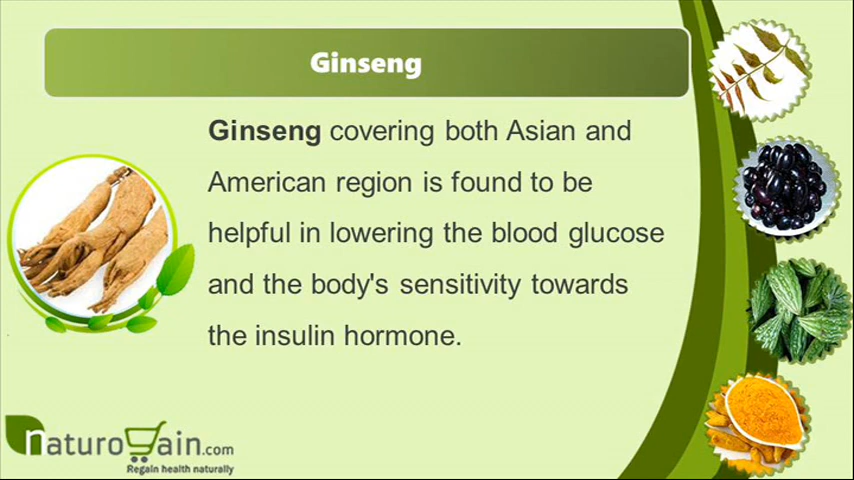 Ginseng
Ginseng covering both Asian and
American region is found to be
helpful in lowering the blood glucose
and the body's sensitivity towards
the insulin hormone.
naturogain.com
Regain health naturally